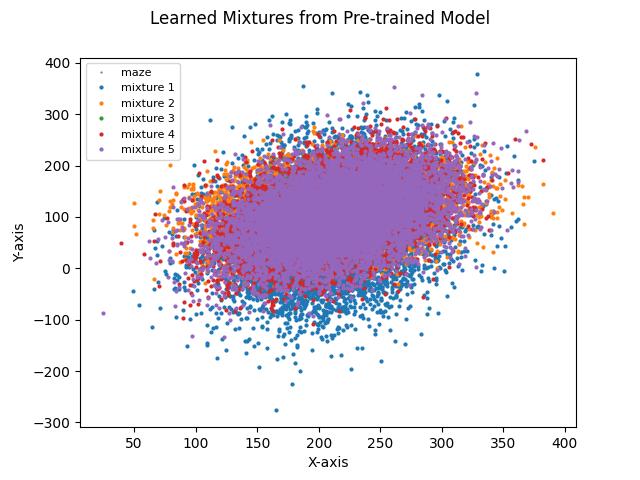 Learned Mixtures from Pre-trained Model
400
300
200
100
0
−100
−200
−300
Y-axis
maze
mixture 1
mixture 2
mixture 3
mixture 4
mixture 5
50 100 150 200 250 300 350 400
X-axis